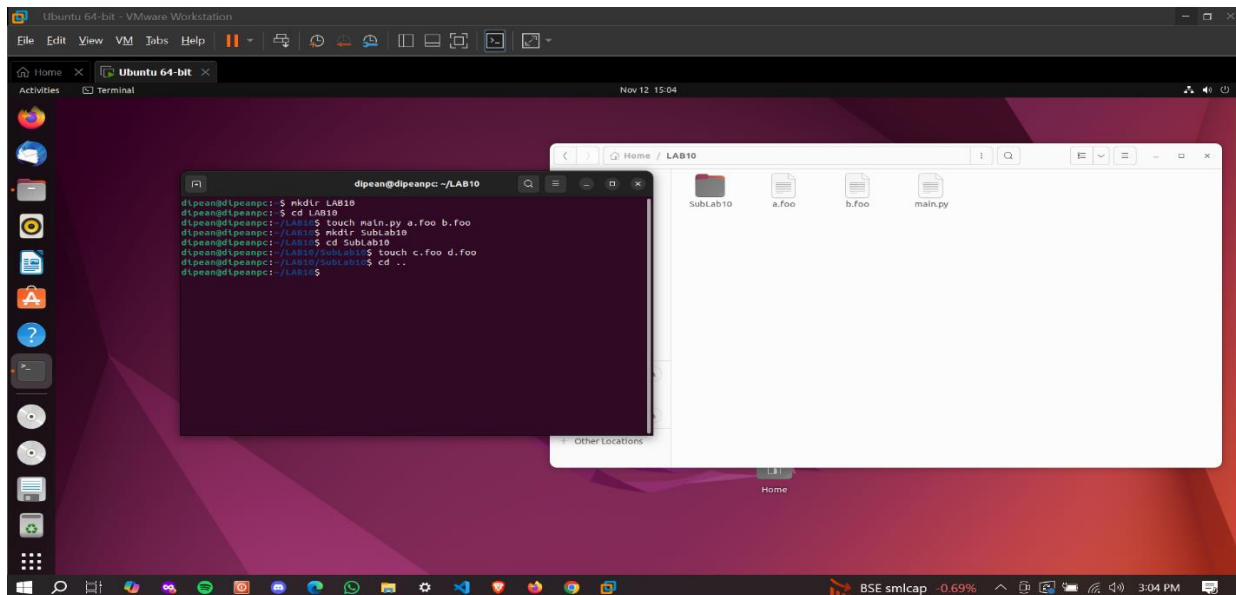 Ubuntu 64-bit - VMware Workstation
File Edit View VM Tabs Help
Home Ubuntu 64-bit
Activities Terminal Nov 12 15:04
Home / LAB10
dipean@dipeanpc: ~/LAB10
dipean@dipeanpc:~$ mkdir LAB10
dipean@dipeanpc:~$ cd LAB10
dipean@dipeanpc:~/LAB10$ touch main.py a.foo b.foo
dipean@dipeanpc:~/LAB10$ mkdir SubLab10
dipean@dipeanpc:~/LAB10$ cd SubLab10
dipean@dipeanpc:~/LAB10/SubLab10$ touch c.foo d.foo
dipean@dipeanpc:~/LAB10/SubLab10$ cd ..
dipean@dipeanpc:~/LAB10$
SubLab10 a.foo b.foo main.py
+ Other Locations
Home
BSE smlcap -0.69% 3:04 PM